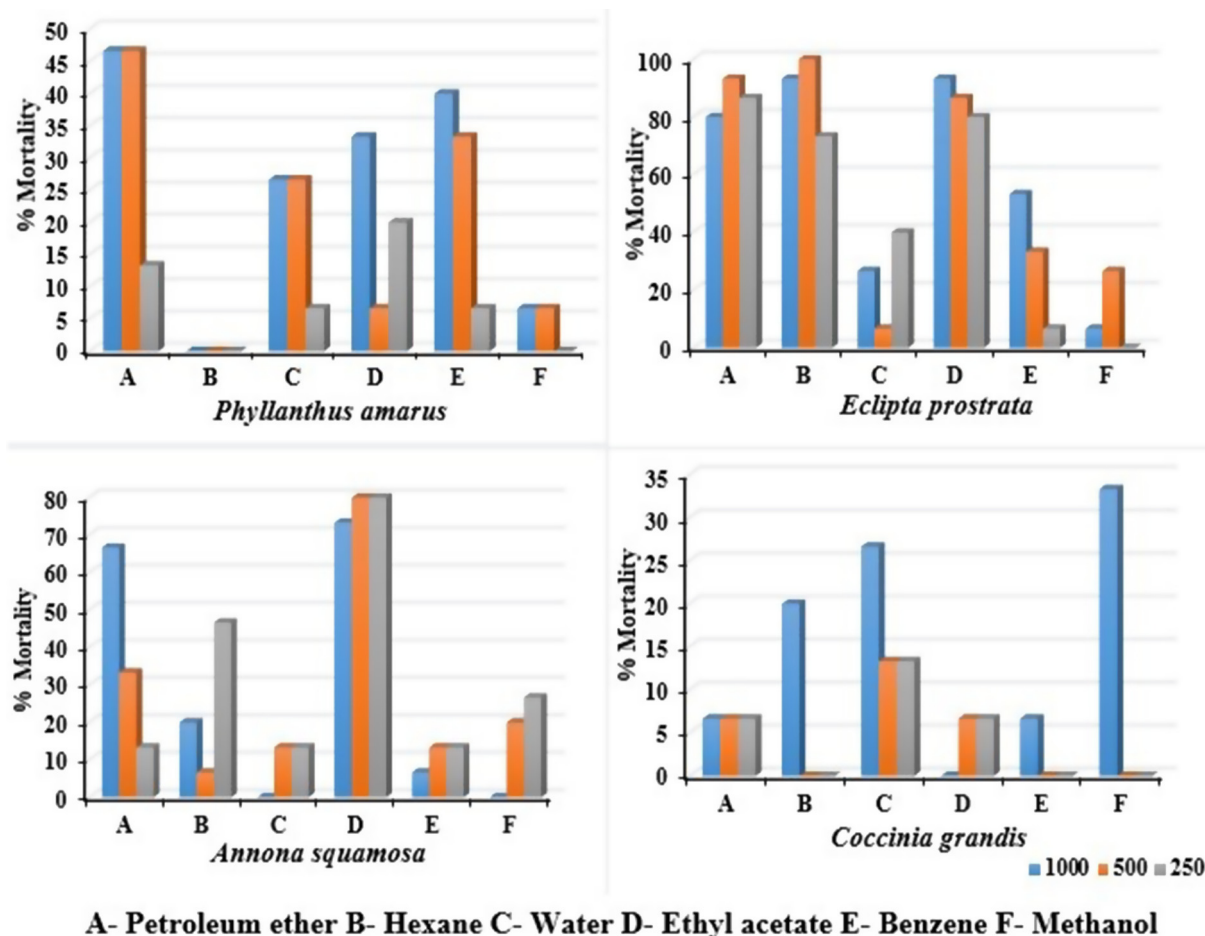 50
45
40
35
30
25
20
15
10
5
0
% Mortality
A B C D E F
Phyllanthus amarus
100
80
60
40
20
0
% Mortality
A B C D E F
Eclipta prostrata
80
70
60
50
40
30
20
10
0
% Mortality
A B C D E F
Annona squamosa
35
30
25
20
15
10
5
0
% Mortality
A B C D E F
Coccinia grandis
1000 500 250
A- Petroleum ether B- Hexane C- Water D- Ethyl acetate E- Benzene F- Methanol